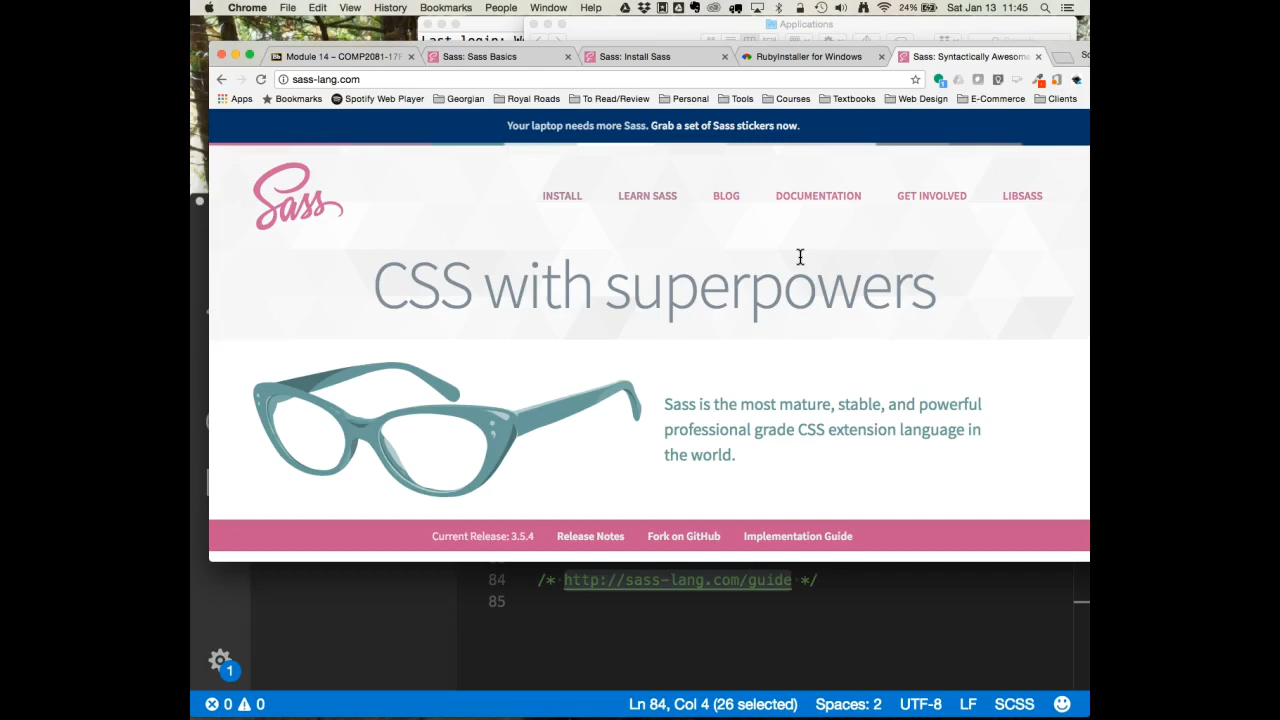 Chrome File Edit View History Bookmarks People Window Help 24% Sat Jan 13 11:45
Applications
Last login: W
Module 14 – COMP2081-17F
Sass: Sass Basics
Sass: Install Sass
RubyInstaller for Windows
Sass: Syntactically Awesome
sass-lang.com
Apps Bookmarks Spotify Web Player Georgian Royal Roads To Read/Review Personal Tools Courses Textbooks Web Design E-Commerce Clients
Your laptop needs more Sass. Grab a set of Sass stickers now.
Sass
INSTALL LEARN SASS BLOG DOCUMENTATION GET INVOLVED LIBSASS
CSS with superpowers
Sass is the most mature, stable, and powerful
professional grade CSS extension language in
the world.
Current Release: 3.5.4 Release Notes Fork on GitHub Implementation Guide
84 /* http://sass-lang.com/guide */
85
1
0 0 Ln 84, Col 4 (26 selected) Spaces: 2 UTF-8 LF SCSS